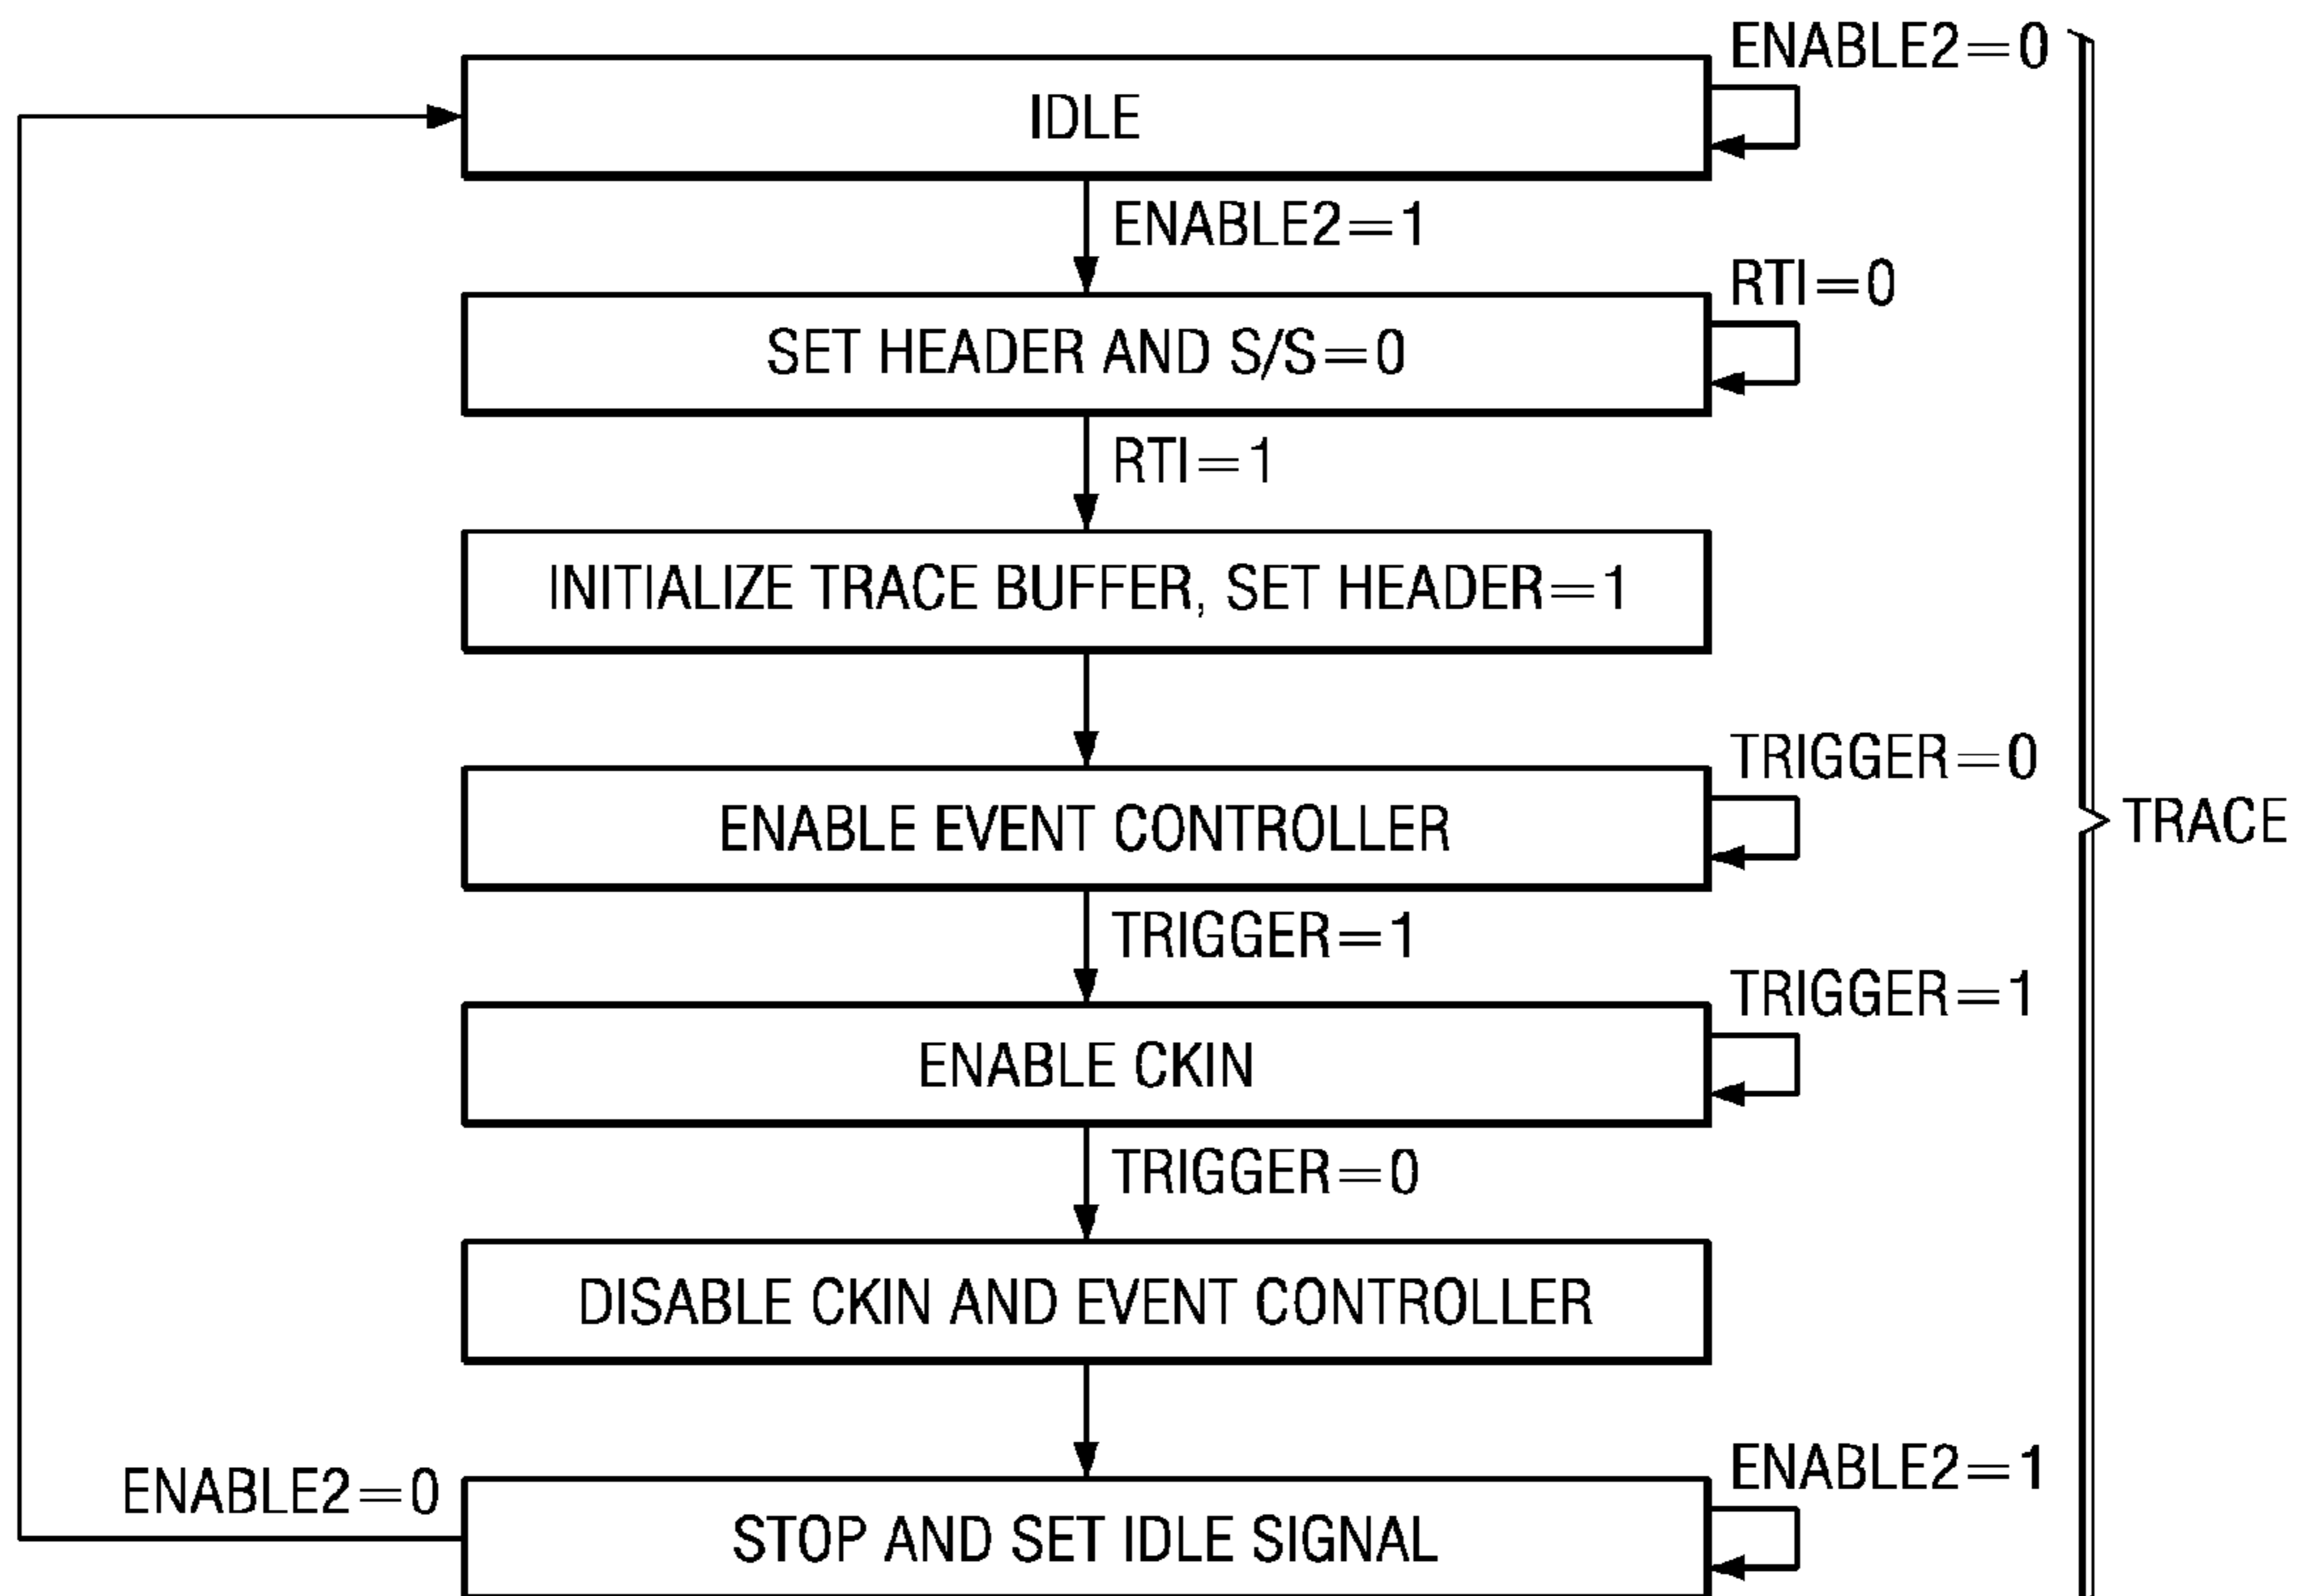 ENABLE2=0
IDLE
ENABLE2=1
RTI=0
SET HEADER AND S/S=0
RTI=1
INITIALIZE TRACE BUFFER, SET HEADER=1
TRIGGER=0
ENABLE EVENT CONTROLLER
TRACE
TRIGGER=1
TRIGGER=1
ENABLE CKIN
TRIGGER=0
DISABLE CKIN AND EVENT CONTROLLER
ENABLE2=1
ENABLE2=0
STOP AND SET IDLE SIGNAL